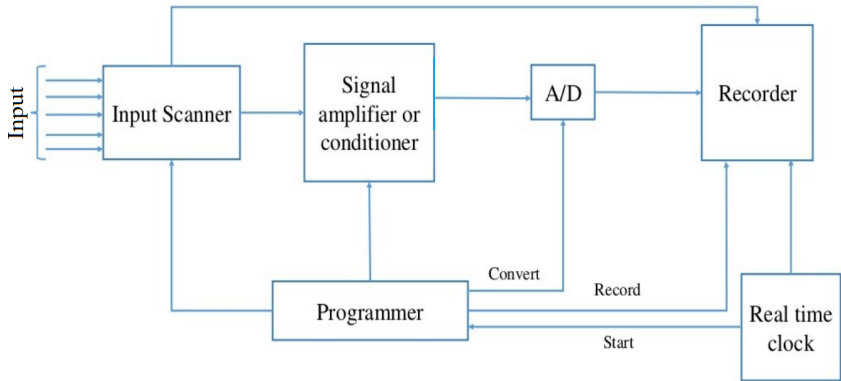 Input
Input Scanner
Signal
amplifier or
conditioner
A/D
Recorder
Convert
Record
Programmer
Start
Real time
clock